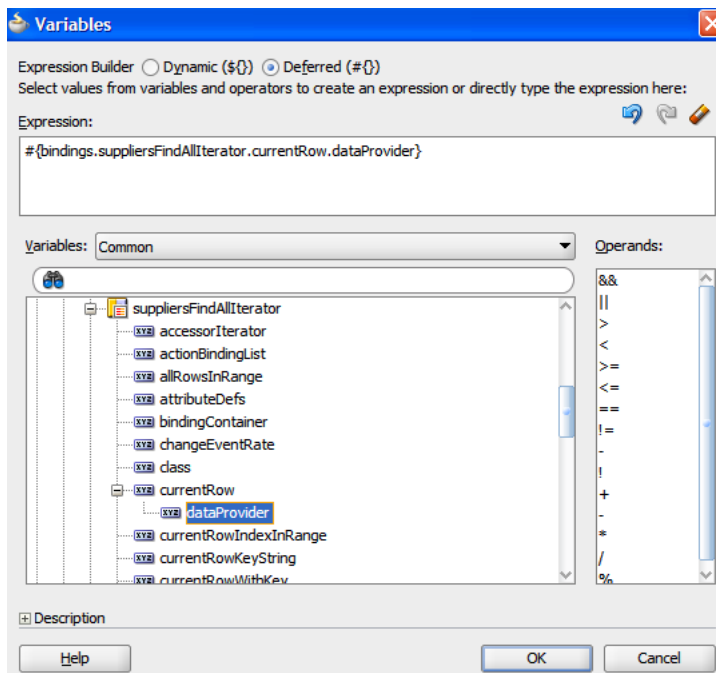 Variables
Expression Builder Dynamic (${}) Deferred (#{})
Select values from variables and operators to create an expression or directly type the expression here:
Expression:
#{bindings.suppliersFindAllIterator.currentRow.dataProvider}
Variables: Common
Operands:
suppliersFindAllIterator
accessorIterator
actionBindingList
allRowsInRange
attributeDefs
bindingContainer
changeEventRate
class
currentRow
dataProvider
currentRowIndexInRange
currentRowKeyString
currentRowWithKey
&&
||
>
<
>=
<=
==
!=
-
!
+
-
*
/
%
Description
Help
OK
Cancel